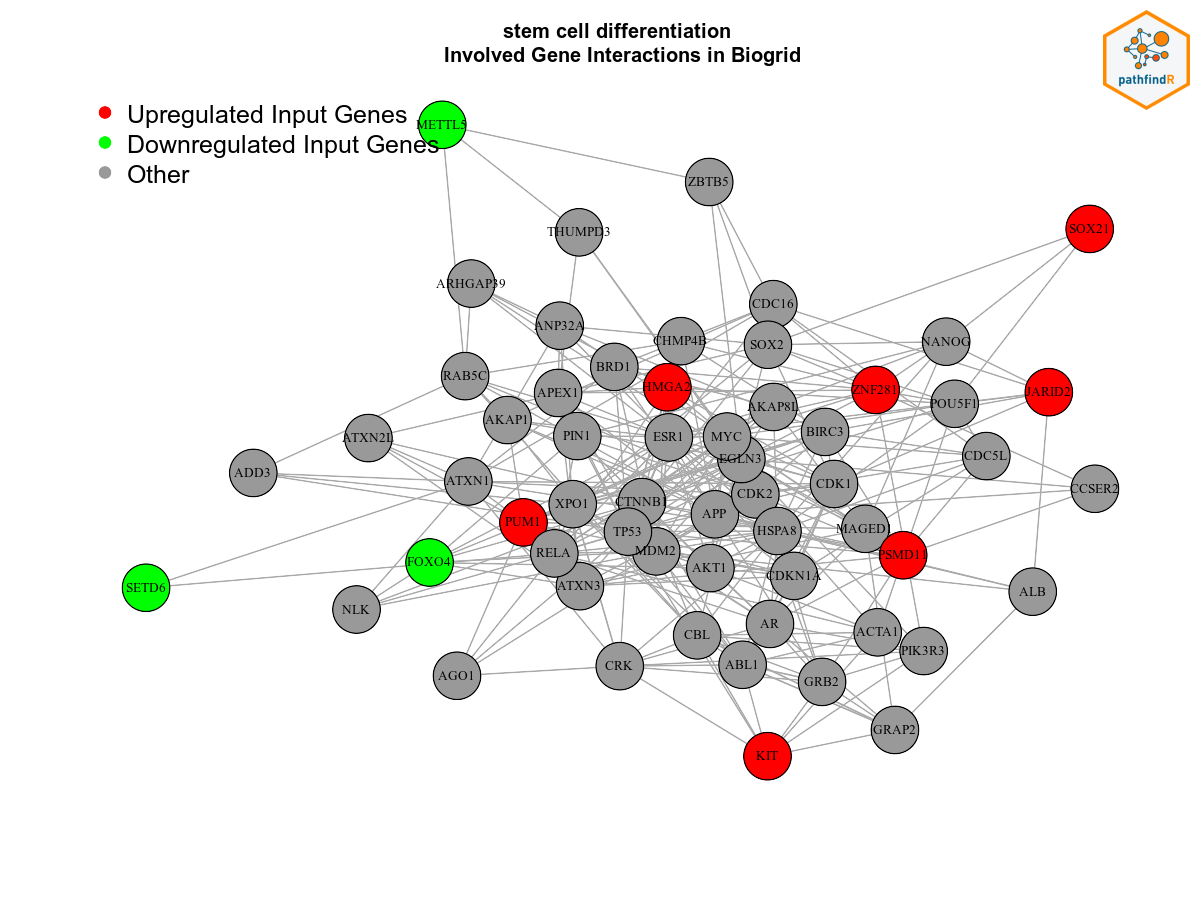 stem cell differentiation
Involved Gene Interactions in Biogrid
pathfindR
Upregulated Input Genes
Downregulated Input Genes
Other
METTL5
ZBTB5
THUMPD3
SOX21
ARHGAP39
CDC16
ANP32A
CHMP4B
SOX2
NANOG
BRD1
RAB5C
HMGA2
ZNF281
JARID2
APEX1
AKAP8L
POU5F1
AKAP1
ATXN2L
PIN1
ESR1
MYC
BIRC3
EGLN3
CDC5L
ADD3
ATXN1
CDK1
CCSER2
XPO1
CTNNB1
CDK2
PUM1
APP
TP53
HSPA8
MAGED1
RELA
MDM2
PSMD11
FOXO4
AKT1
CDKN1A
SETD6
ATXN3
ALB
NLK
CBL
AR
ACTA1
PIK3R3
AGO1
CRK
ABL1
GRB2
GRAP2
KIT